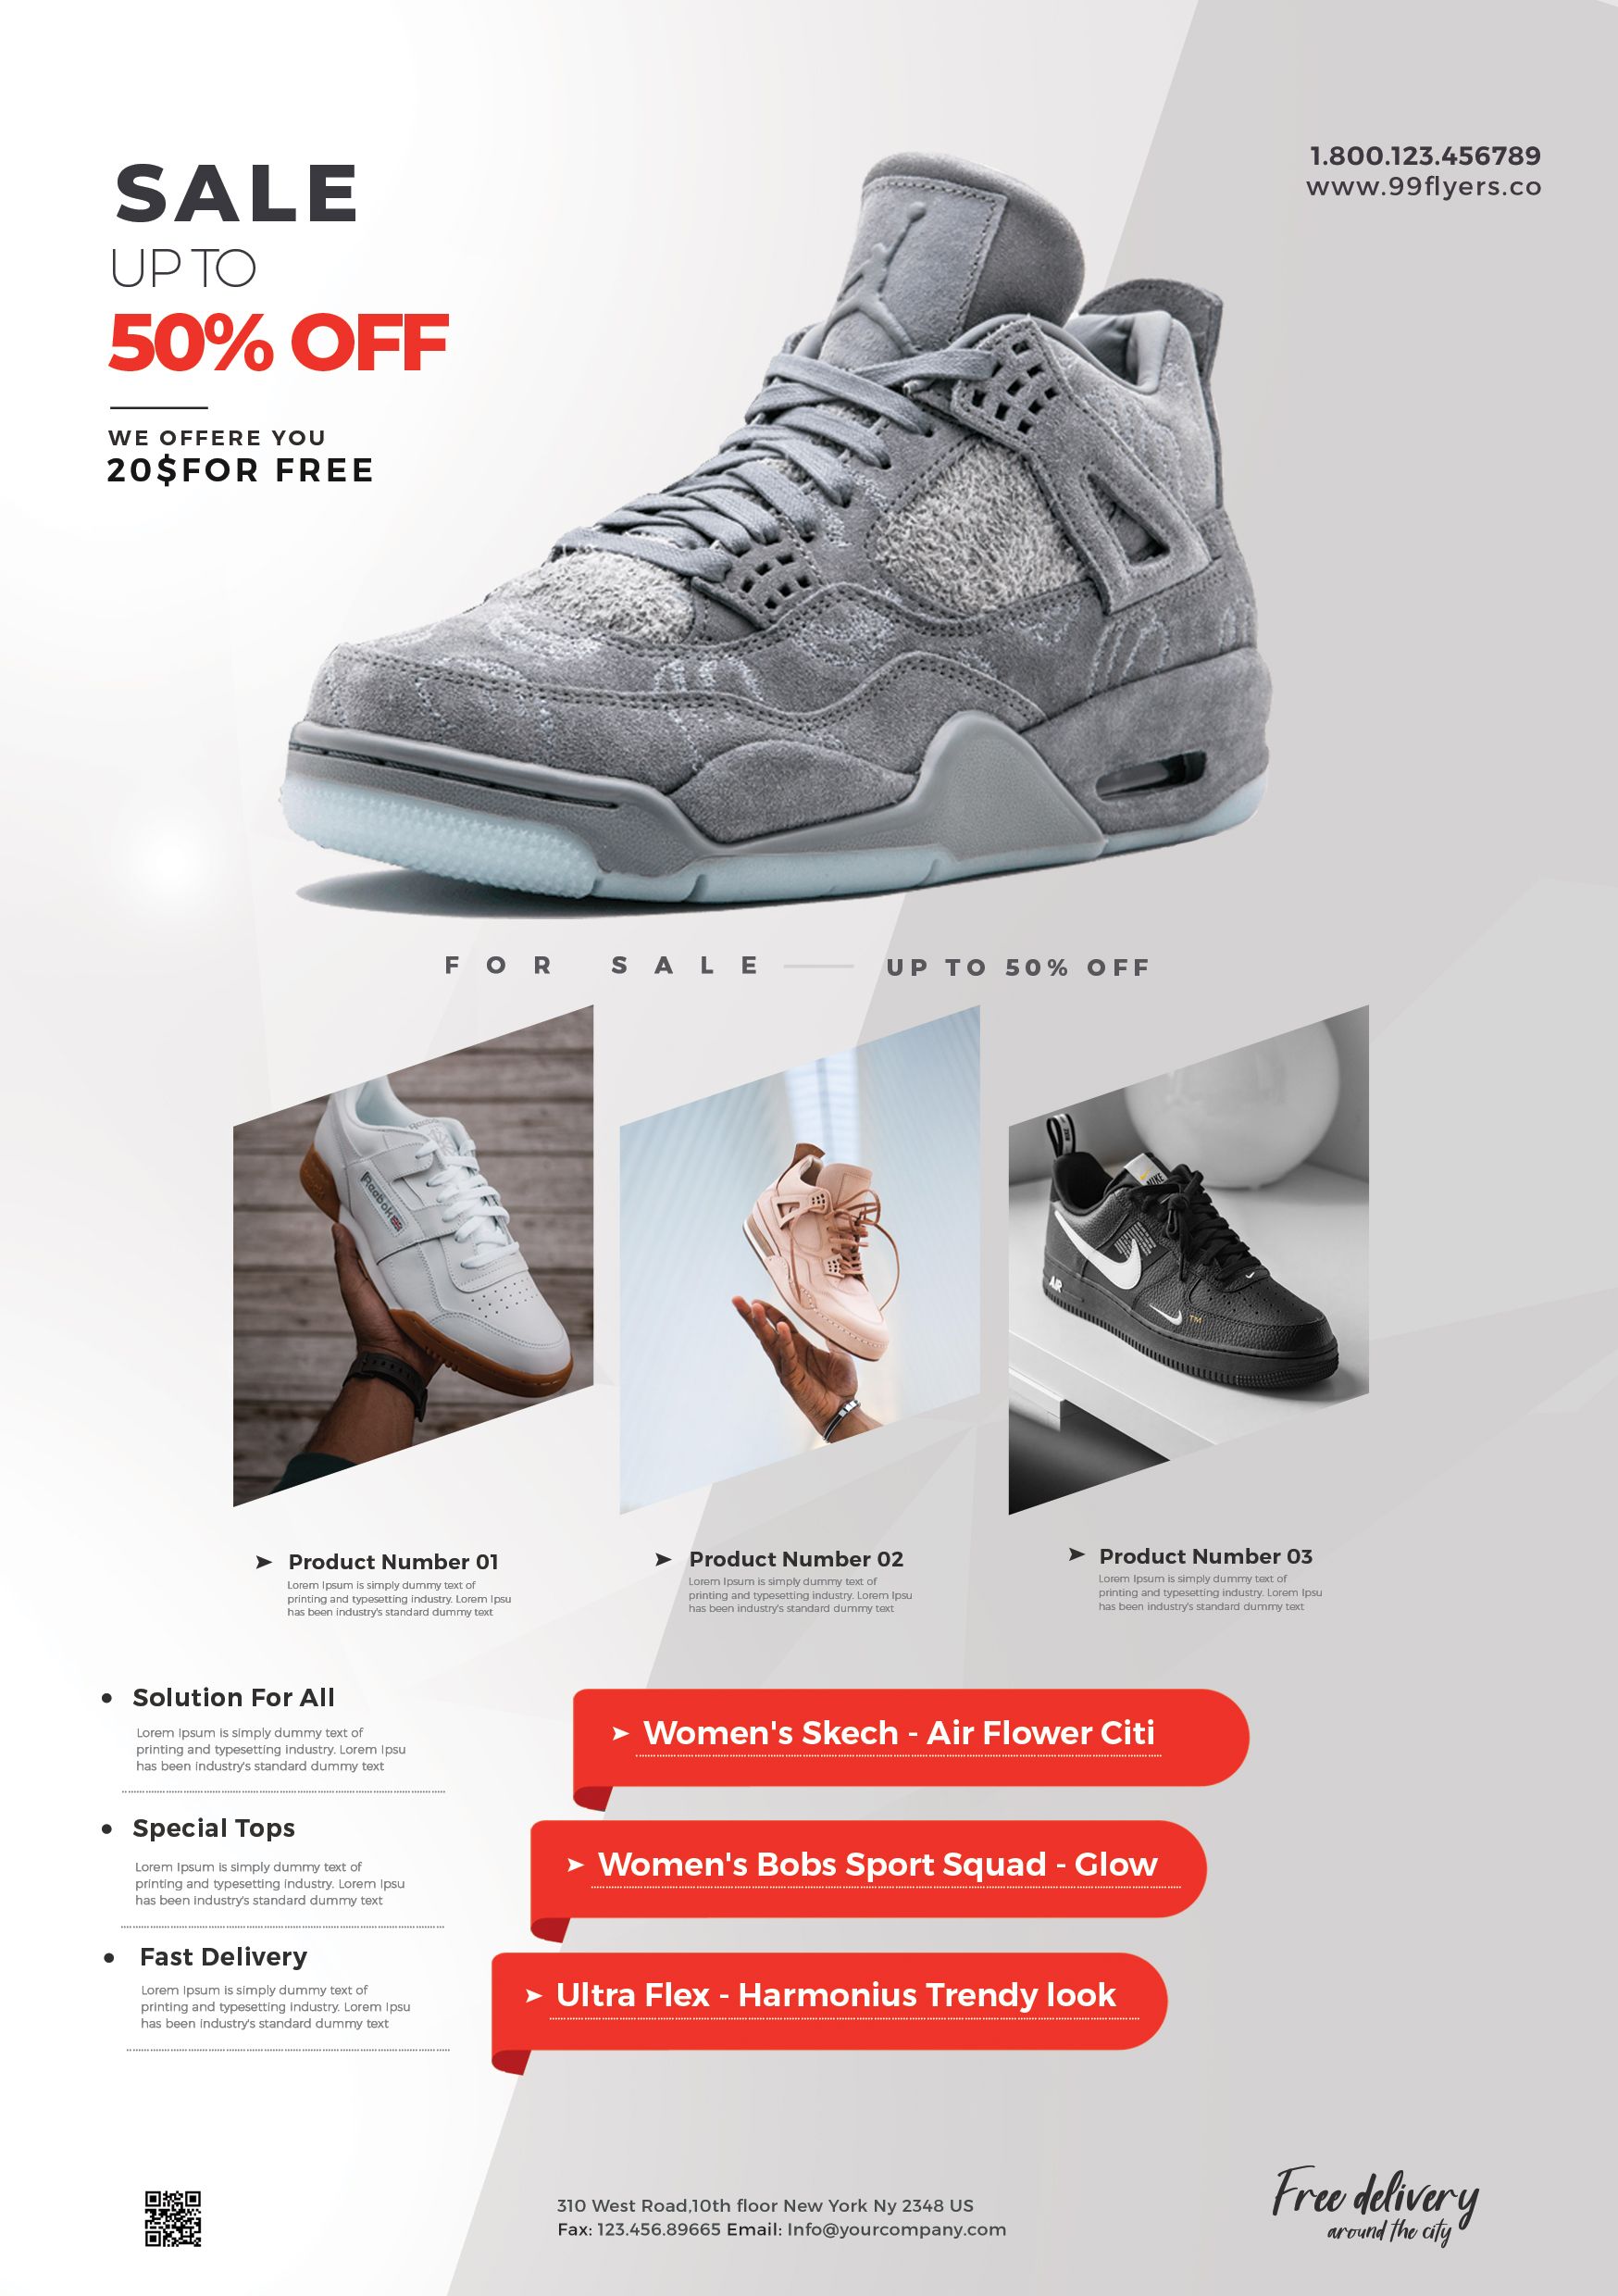 SALE
UP TO
50% OFF
WE OFFERE YOU
20$FOR FREE
1.800.123.456789
www.99flyers.co
FOR SALE
UP TO 50% OFF
Reebok
NIKE
AIR
TM
Product Number 01
Lorem Ipsum is simply dummy text of
printing and typesetting industry. Lorem Ipsu
has been industry's standard dummy text
Product Number 02
Lorem Ipsum is simply dummy text of
printing and typesetting industry. Lorem Ipsu
has been industry's standard dummy text
Product Number 03
Lorem Ipsum is simply dummy text of
printing and typesetting industry. Lorem Ipsu
has been industry's standard dummy text
Solution For All
Lorem Ipsum is simply dummy text of
printing and typesetting industry. Lorem Ipsu
has been industry's standard dummy text
Special Tops
Lorem Ipsum is simply dummy text of
printing and typesetting industry. Lorem Ipsu
has been industry's standard dummy text
Fast Delivery
Lorem Ipsum is simply dummy text of
printing and typesetting industry. Lorem Ipsu
has been industry's standard dummy text
Women's Skech - Air Flower Citi
Women's Bobs Sport Squad - Glow
Ultra Flex - Harmonius Trendy look
310 West Road,10th floor New York Ny 2348 US
Fax: 123.456.89665 Email: Info@yourcompany.com
Free delivery
around the city